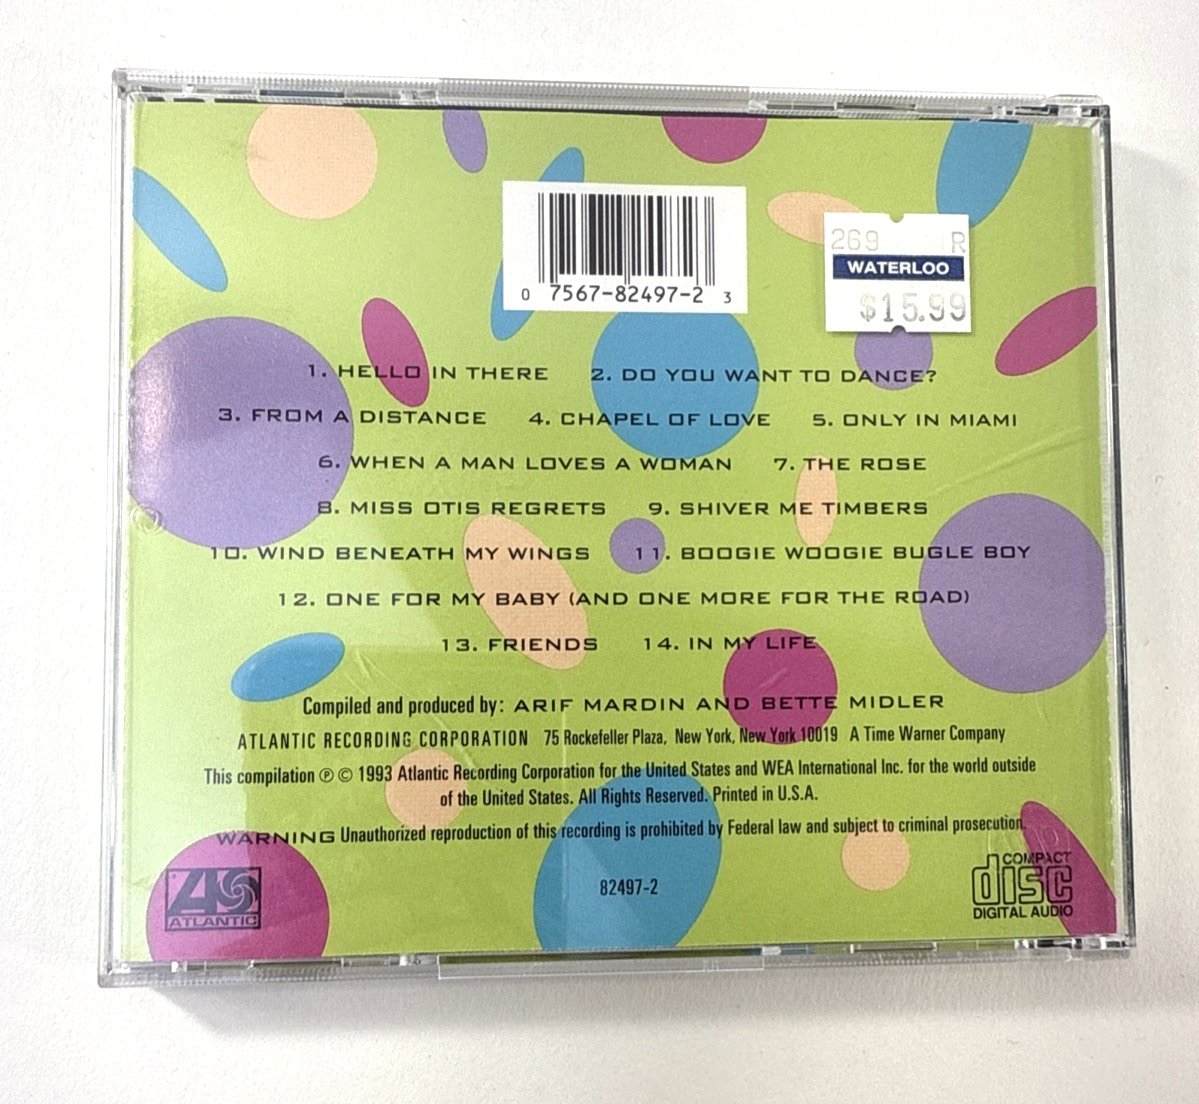 0 7567-82497-2 3
269 R
WATERLOO
$15.99
1. HELLO IN THERE 2. DO YOU WANT TO DANCE?
3. FROM A DISTANCE 4. CHAPEL OF LOVE 5. ONLY IN MIAMI
6. WHEN A MAN LOVES A WOMAN 7. THE ROSE
8. MISS OTIS REGRETS 9. SHIVER ME TIMBERS
10. WIND BENEATH MY WINGS 11. BOOGIE WOOGIE BUGLE BOY
12. ONE FOR MY BABY (AND ONE MORE FOR THE ROAD)
13. FRIENDS 14. IN MY LIFE
Compiled and produced by: ARIF MARDIN AND BETTE MIDLER
ATLANTIC RECORDING CORPORATION 75 Rockefeller Plaza, New York, New York 10019 A Time Warner Company
This compilation ℗ © 1993 Atlantic Recording Corporation for the United States and WEA International Inc. for the world outside
of the United States. All Rights Reserved. Printed in U.S.A.
WARNING Unauthorized reproduction of this recording is prohibited by Federal law and subject to criminal prosecution.
ATLANTIC
82497-2
COMPACT
disc
DIGITAL AUDIO